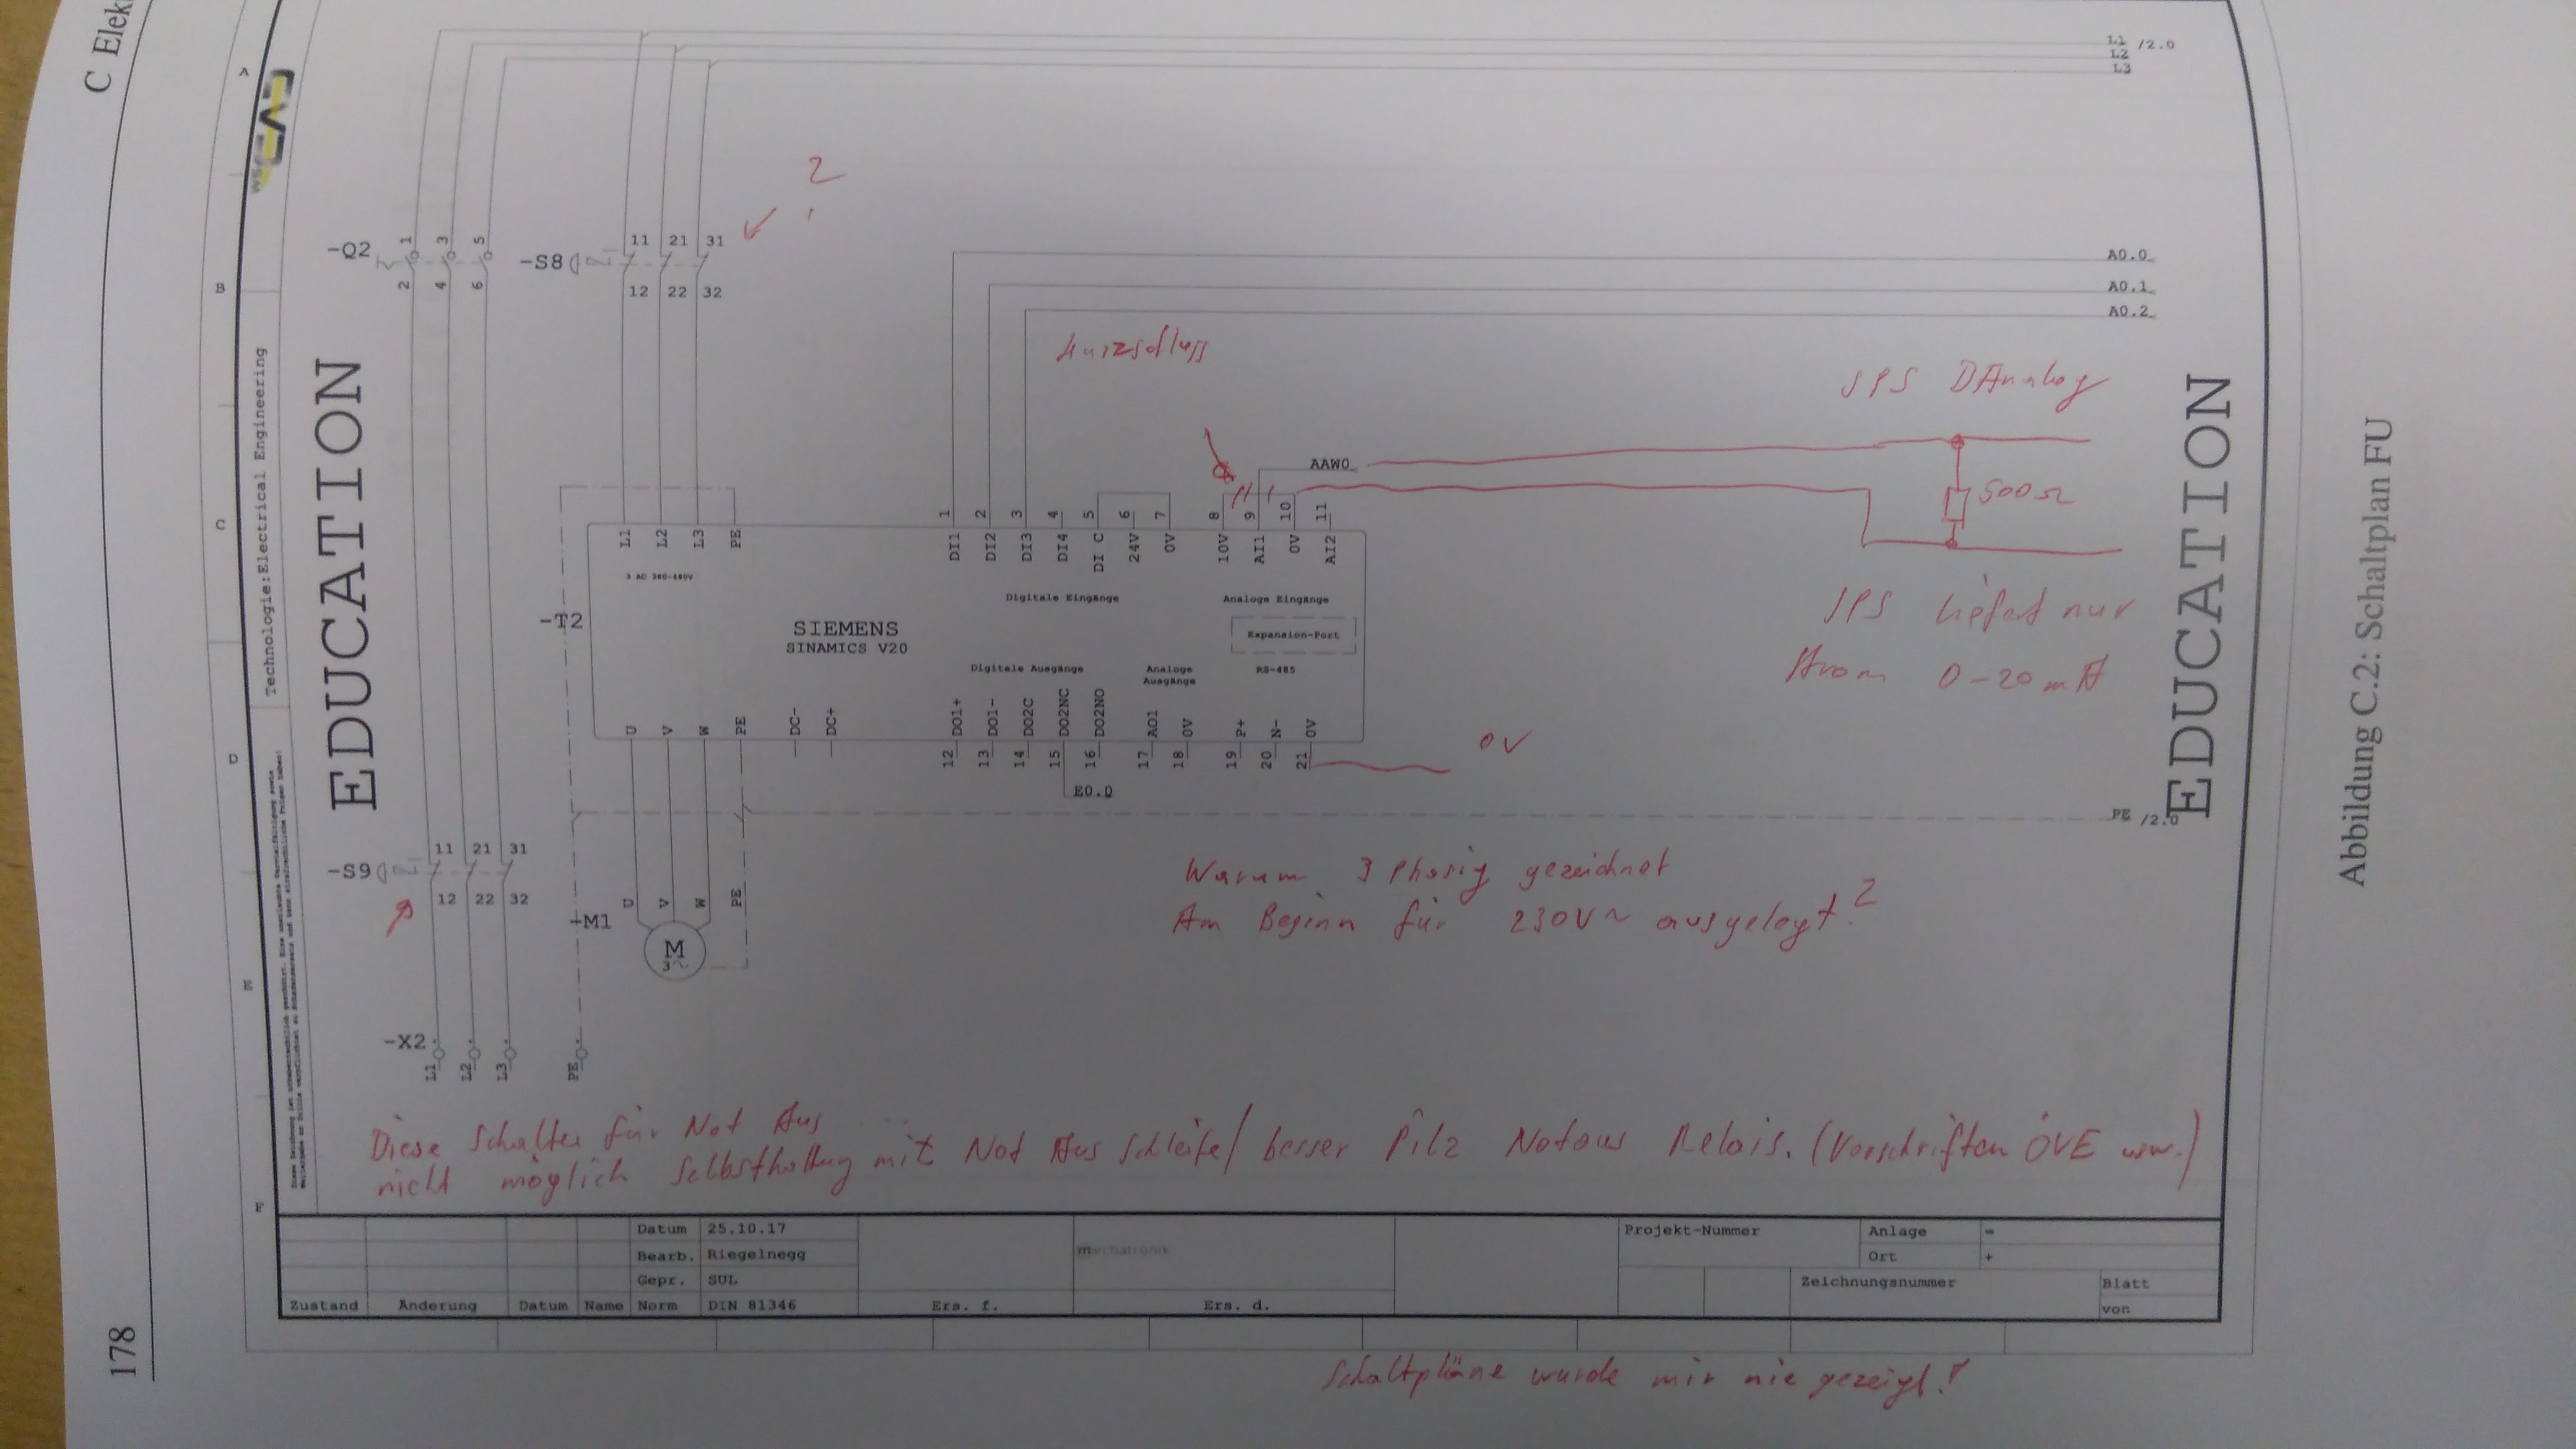 178
C Elek
Abbildung C.2: Schaltplan FU
A
B
C
D
E
F
WSCAD
Technologie:Electrical Engineering
EDUCATION
EDUCATION
L1 /2.0
L2
L3
-Q2
1 3 5
2 4 6
-S8
11 21 31
12 22 32
2
A0.0
A0.1
A0.2
Kurzschluss
SPS DAnalog
AAW0
500Ω
SPS liefert nur
Strom 0-20mA
1 2 3 4 5 6 7 8 9 10 11
L1 L2 L3 PE
DI1 DI2 DI3 DI4 DI C 24V 0V 10V AI1 0V AI2
3 AC 380-480V
Digitale Eingänge
Analoge Eingänge
-T2
SIEMENS
SINAMICS V20
Expansion-Port
Digitale Ausgänge
Analoge
Ausgänge
RS-485
U V W PE DC- DC+
DO1+ DO1- DO2C DO2NC DO2NO AO1 0V P+ N- 0V
12 13 14 15 16 17 18 19 20 21
0V
E0.0
PE /2.0
-S9
11 21 31
12 22 32
U V W PE
-M1
M
3~
Warum 3 Phasig gezeichnet
Am Beginn für 230V~ ausgelegt?
-X2
L1 L2 L3 PE
Diese Schalter für Not Aus
nicht möglich Selbsthaltung mit Not Aus Schleife/ besser Pilz Notaus Relais. (Vorschriften ÖVE usw.)
Datum 25.10.17
Bearb. Riegelnegg
Gepr. SUL
Zustand Änderung Datum Name Norm DIN 81346
Ers. f.
Ers. d.
mechatronik
Projekt-Nummer
Anlage =
Ort +
Zeichnungsnummer
Blatt
von
Schaltpläne wurde mir nie gezeigt!